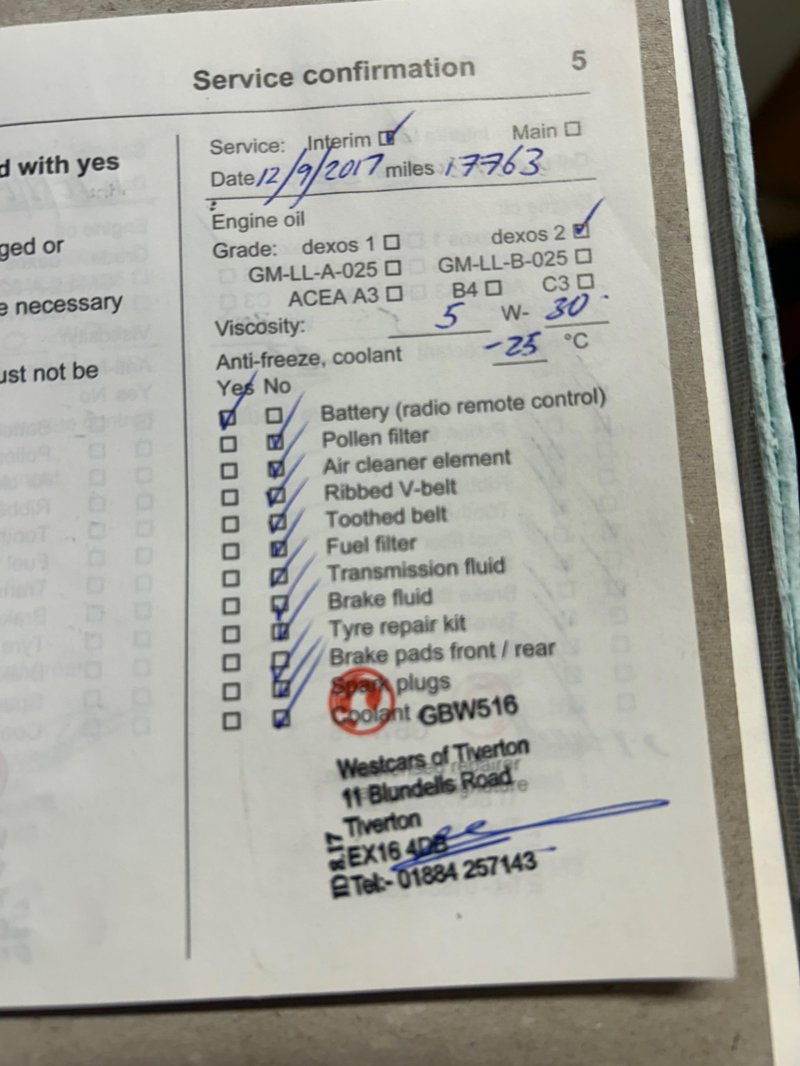 Service confirmation 5
d with yes
ged or
e necessary
ust not be
Service: Interim Main
Date 12/9/2017 miles 17763
Engine oil
Grade: dexos 1 dexos 2
GM-LL-A-025 GM-LL-B-025
ACEA A3 B4 C3
Viscosity: 5 W- 30
Anti-freeze, coolant -25 °C
Yes No
Battery (radio remote control)
Pollen filter
Air cleaner element
Ribbed V-belt
Toothed belt
Fuel filter
Transmission fluid
Brake fluid
Tyre repair kit
Brake pads front / rear
Spark plugs
Coolant GBW516
Westcars of Tiverton
repairer
11 Blundells Road
Tiverton
EX16 4DB
Tel:- 01884 257143